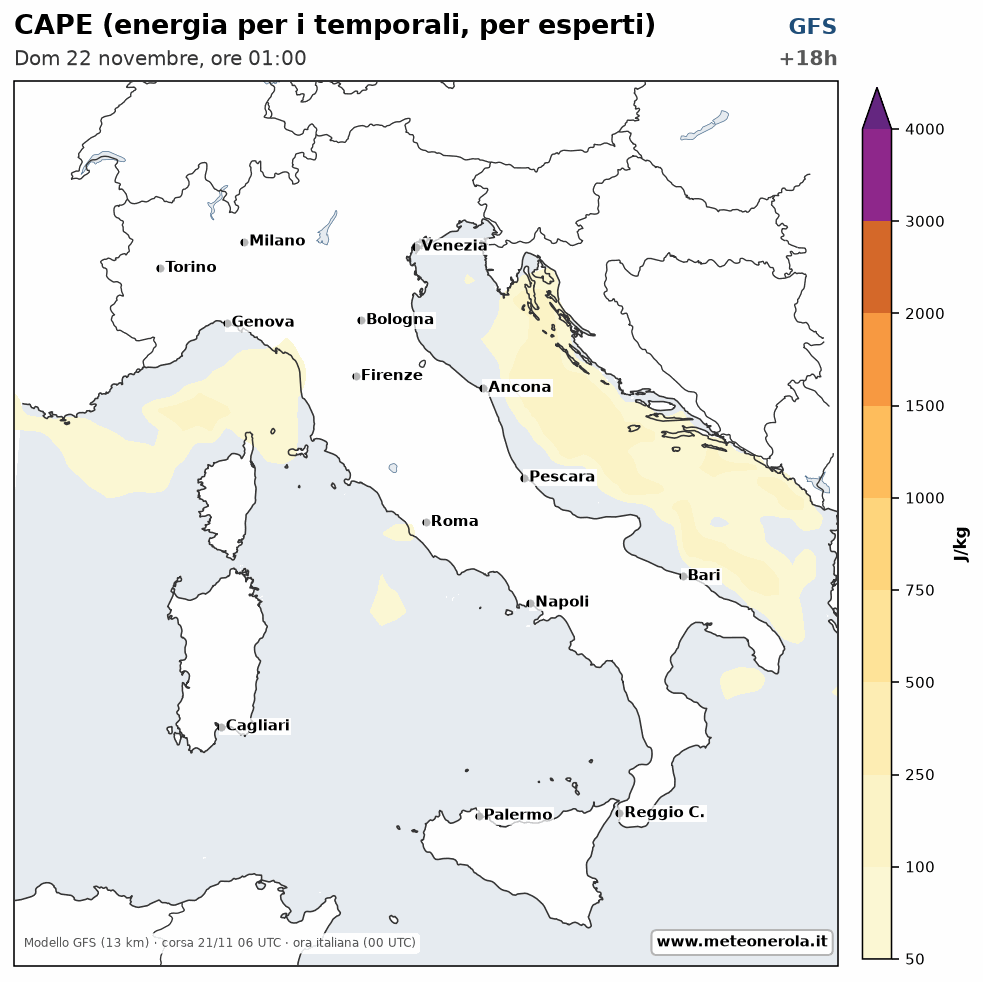 CAPE (energia per i temporali, per esperti)
GFS
Dom 22 novembre, ore 01:00
+18h
Milano
Venezia
Torino
Genova
Bologna
Firenze
Ancona
Pescara
Roma
Bari
Napoli
Cagliari
Palermo
Reggio C.
4000
3000
2000
1500
1000
750
500
250
100
50
J/kg
Modello GFS (13 km) · corsa 21/11 06 UTC · ora italiana (00 UTC)
www.meteonerola.it